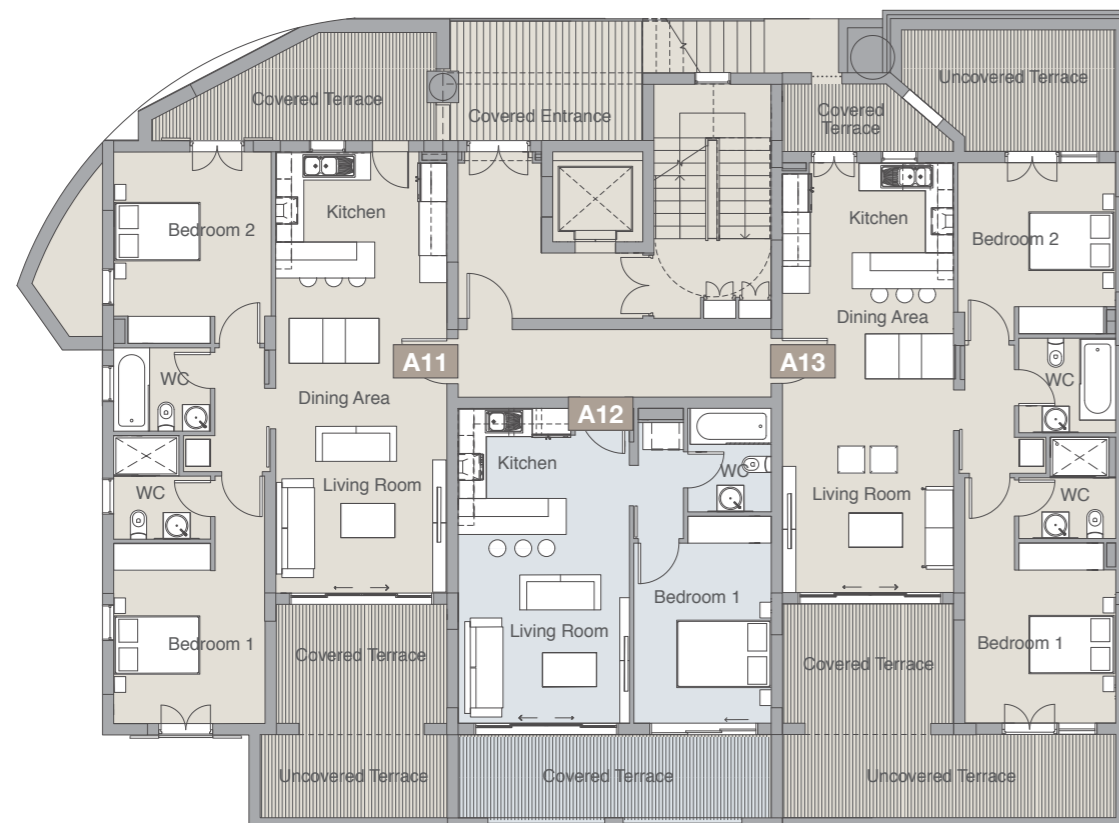 Uncovered Terrace
Covered Terrace
Covered Entrance
Covered
Terrace
Kitchen
Bedroom 2
Kitchen
Bedroom 2
Dining Area
A11
A13
WC
WC
Dining Area
A12
Kitchen
WC
Living Room
WC
Living Room
WC
Bedroom 1
Living Room
Bedroom 1
Bedroom 1
Covered Terrace
Covered Terrace
Uncovered Terrace
Covered Terrace
Uncovered Terrace